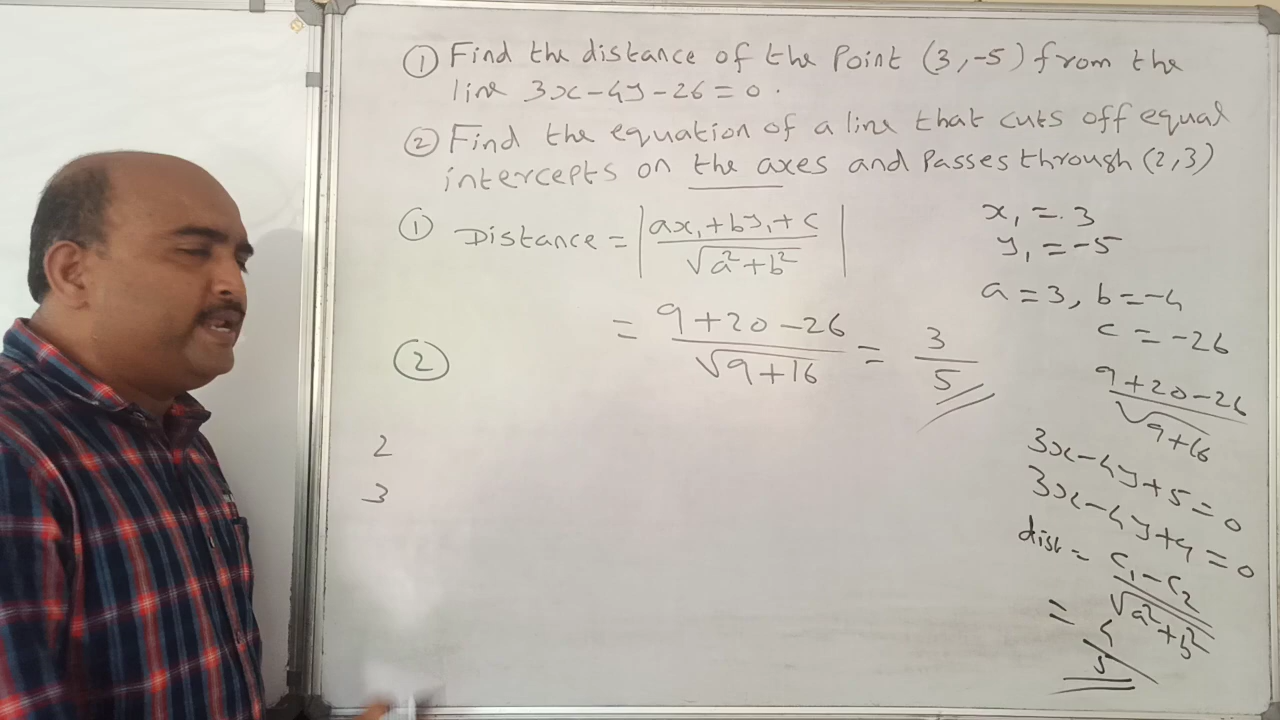 ① Find the distance of the Point (3,-5) from the
line 3x-4y-26=0.
② Find the equation of a line that cuts off equal
intercepts on the axes and Passes through (2,3)
① Distance = |ax₁+by₁+c / √a²+b²|
= 9+20-26 / √9+16 = 3/5
②
2
3
x₁ = 3
y₁ = -5
a=3, b=-4
c = -26
9+20-26 / √9+16
3x-4y+5=0
3x-4y+9=0
dist = c₁-c₂ / √a²+b²
= 4/5